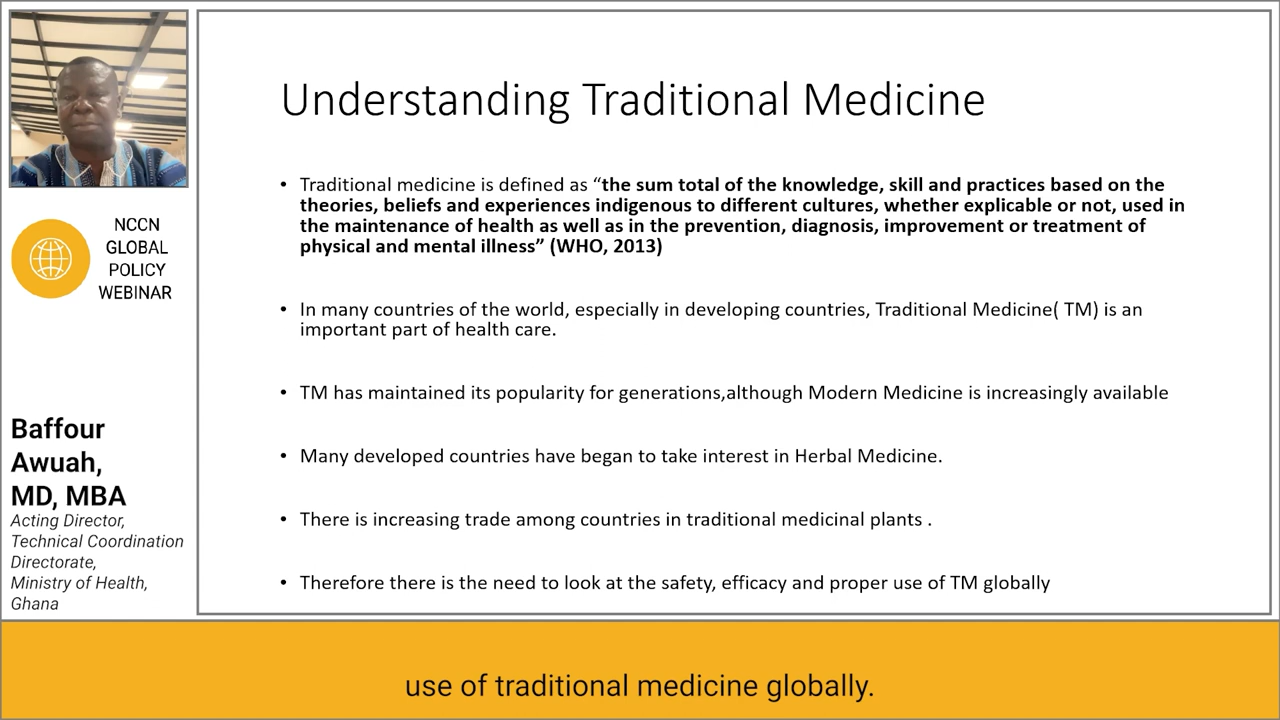 NCCN
GLOBAL
POLICY
WEBINAR
Baffour
Awuah,
MD, MBA
Acting Director,
Technical Coordination
Directorate,
Ministry of Health,
Ghana
Understanding Traditional Medicine
• Traditional medicine is defined as “the sum total of the knowledge, skill and practices based on the
theories, beliefs and experiences indigenous to different cultures, whether explicable or not, used in
the maintenance of health as well as in the prevention, diagnosis, improvement or treatment of
physical and mental illness” (WHO, 2013)
• In many countries of the world, especially in developing countries, Traditional Medicine( TM) is an
important part of health care.
• TM has maintained its popularity for generations,although Modern Medicine is increasingly available
• Many developed countries have began to take interest in Herbal Medicine.
• There is increasing trade among countries in traditional medicinal plants .
• Therefore there is the need to look at the safety, efficacy and proper use of TM globally
use of traditional medicine globally.